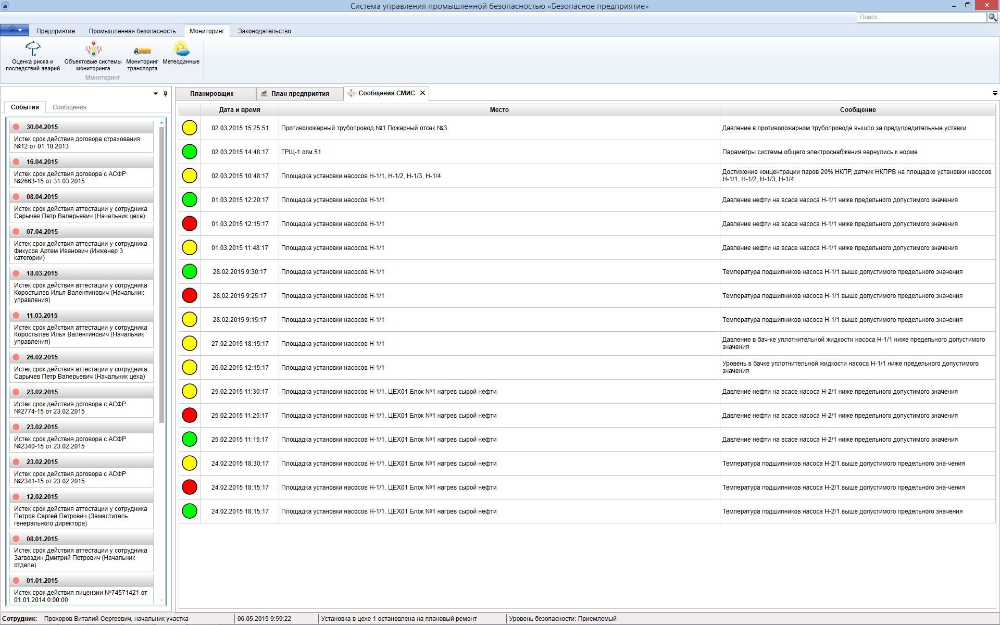 Система управления промышленной безопасностью «Безопасное предприятие»
Поиск...
Предприятие
Промышленная безопасность
Мониторинг
Законодательство
Оценка риска и
последствий аварий
Объектовые системы
мониторинга
Мониторинг
транспорта
Метеоданные
Мониторинг
События
Сообщения
30.04.2015
Истек срок действия договора страхования
№12 от 01.10.2013
16.04.2015
Истек срок действия договора с АСФР
№2663-15 от 31.03.2015
08.04.2015
Истек срок действия аттестации у сотрудника
Сарычев Петр Валерьевич (Начальник цеха)
07.04.2015
Истек срок действия аттестации у сотрудника
Фикусов Артем Иванович (Инженер 3
категории)
18.03.2015
Истек срок действия аттестации у сотрудника
Коростылев Илья Валентинович (Начальник
управления)
11.03.2015
Истек срок действия аттестации у сотрудника
Коростылев Илья Валентинович (Начальник
управления)
26.02.2015
Истек срок действия аттестации у сотрудника
Сарычев Петр Валерьевич (Начальник цеха)
23.02.2015
Истек срок действия договора с АСФР
№2774-15 от 23.02.2015
23.02.2015
Истек срок действия договора с АСФР
№2340-15 от 23.02.2015
23.02.2015
Истек срок действия договора с АСФР
№2341-15 от 23.02.2015
12.02.2015
Истек срок действия аттестации у сотрудника
Петров Сергей Петрович (Заместитель
генерального директора)
08.01.2015
Истек срок действия аттестации у сотрудника
Загвоздин Дмитрий Петрович (Начальник
отдела)
01.01.2015
Истек срок действия лицензии №74571421 от
01.01.2014 0:00:00
Планировщик
План предприятия
Сообщения СМИС
Дата и время Место Сообщение
02.03.2015 15:25:51 Противопожарный трубопровод №1 Пожарный отсек №3 Давление в противопожарном трубопроводе вышло за предупредительные уставки
02.03.2015 14:48:17 ГРЩ-1 отм.51 Параметры системы общего электроснабжения вернулись к норме
02.03.2015 10:48:17 Площадка установки насосов Н-1/1, Н-1/2, Н-1/3, Н-1/4 Достижение концентрации паров 20% НКПР, датчик НКПРВ на площадке установки насосов
Н-1/1, Н-1/2, Н-1/3, Н-1/4
01.03.2015 12:20:17 Площадка установки насосов Н-1/1 Давление нефти на всасе насоса Н-1/1 ниже предельного допустимого значения
01.03.2015 12:15:17 Площадка установки насосов Н-1/1 Давление нефти на всасе насоса Н-1/1 ниже предельного допустимого значения
01.03.2015 11:48:17 Площадка установки насосов Н-1/1 Давление нефти на всасе насоса Н-1/1 ниже предельного допустимого значения
28.02.2015 9:30:17 Площадка установки насосов Н-1/1 Температура подшипников насоса Н-1/1 выше допустимого предельного значения
28.02.2015 9:25:17 Площадка установки насосов Н-1/1 Температура подшипников насоса Н-1/1 выше допустимого предельного значения
28.02.2015 9:15:17 Площадка установки насосов Н-1/1 Температура подшипников насоса Н-1/1 выше допустимого предельного значения
27.02.2015 18:15:17 Площадка установки насосов Н-1/1 Давление в бач-ке уплотнительной жидкости насоса Н-1/1 ниже предельного допустимого
значения
26.02.2015 12:15:17 Площадка установки насосов Н-1/1 Уровень в бачке уплотнительной жидкости насоса Н-1/1 ниже предельного допустимого
значения
25.02.2015 11:30:17 Площадка установки насосов Н-1/1. ЦЕХ01 Блок №1 нагрев сырой нефти Давление нефти на всасе насоса Н-2/1 ниже предельного допустимого значения
25.02.2015 11:25:17 Площадка установки насосов Н-1/1. ЦЕХ01 Блок №1 нагрев сырой нефти Давление нефти на всасе насоса Н-2/1 ниже предельного допустимого значения
25.02.2015 11:15:17 Площадка установки насосов Н-1/1. ЦЕХ01 Блок №1 нагрев сырой нефти Давление нефти на всасе насоса Н-2/1 ниже предельного допустимого значения
24.02.2015 18:30:17 Площадка установки насосов Н-1/1. ЦЕХ01 Блок №1 нагрев сырой нефти Температура подшипников насоса Н-2/1 выше допустимого предельного зна-чения
24.02.2015 18:15:17 Площадка установки насосов Н-1/1. ЦЕХ01 Блок №1 нагрев сырой нефти Температура подшипников насоса Н-2/1 выше допустимого предельного зна-чения
24.02.2015 18:15:17 Площадка установки насосов Н-1/1. ЦЕХ01 Блок №1 нагрев сырой нефти Температура подшипников насоса Н-2/1 выше допустимого предельного значения
Сотрудник: Прохоров Виталий Сергеевич, начальник участка 06.05.2015 9:59:22 Установка в цехе 1 остановлена на плановый ремонт Уровень безопасности: Приемлемый